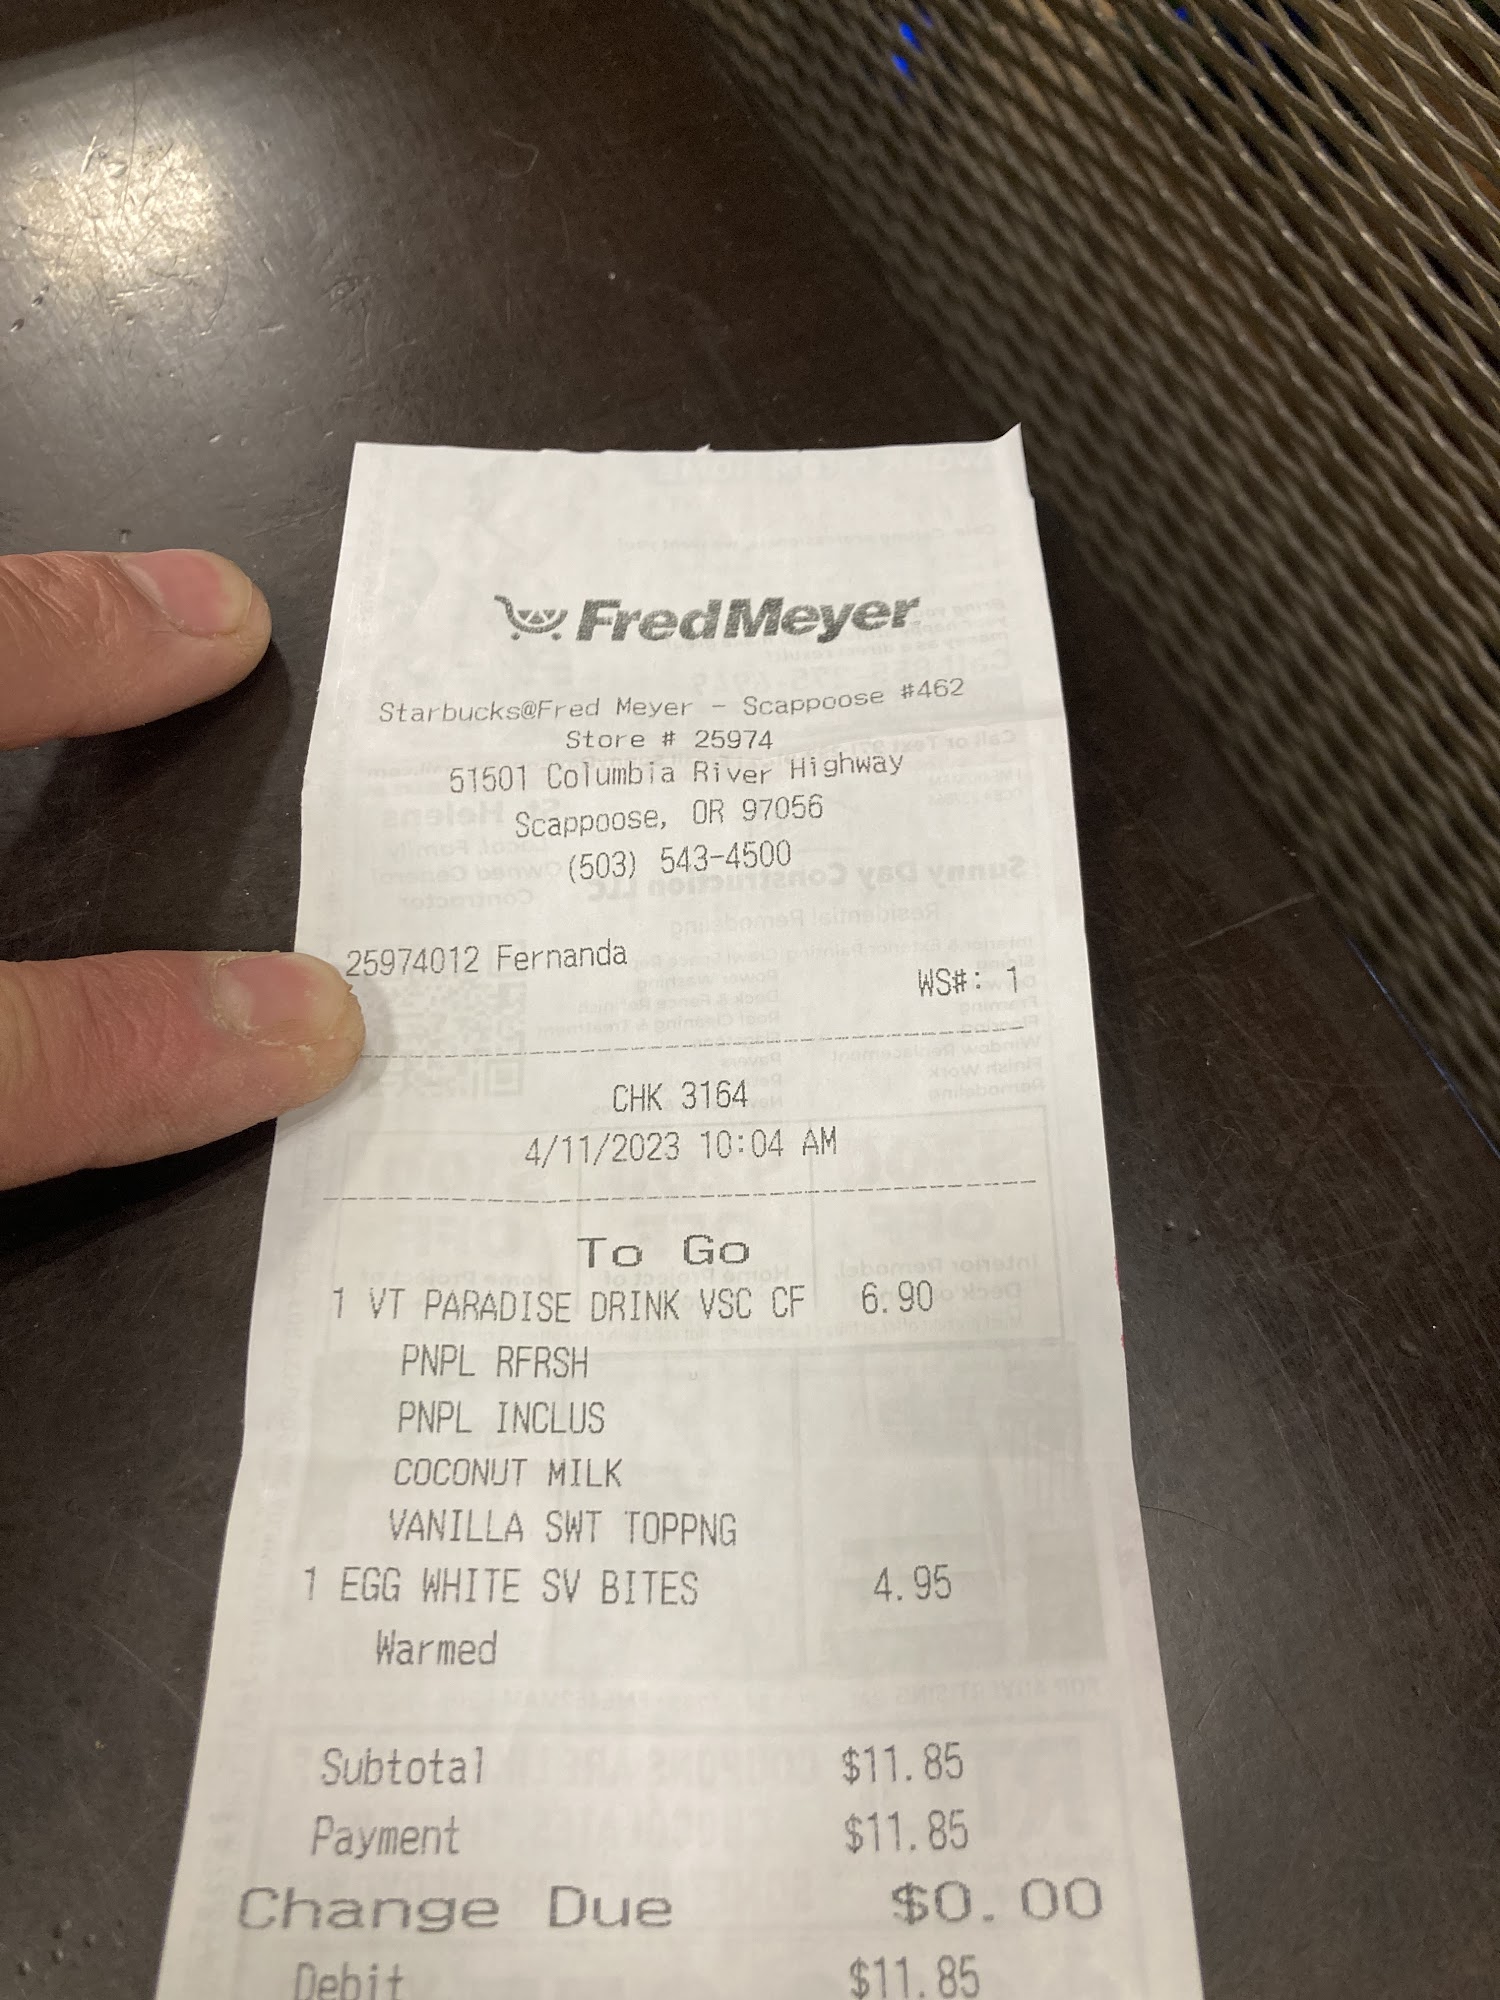 FredMeyer
Starbucks@Fred Meyer - Scappoose #462
Store # 25974
51501 Columbia River Highway
Scappoose, OR 97056
(503) 543-4500
25974012 Fernanda
WS#: 1
CHK 3164
4/11/2023 10:04 AM
To Go
1 VT PARADISE DRINK VSC CF 6.90
PNPL RFRSH
PNPL INCLUS
COCONUT MILK
VANILLA SWT TOPPNG
1 EGG WHITE SV BITES 4.95
Warmed
Subtotal $11.85
Payment $11.85
Change Due $0.00
Debit $11.85